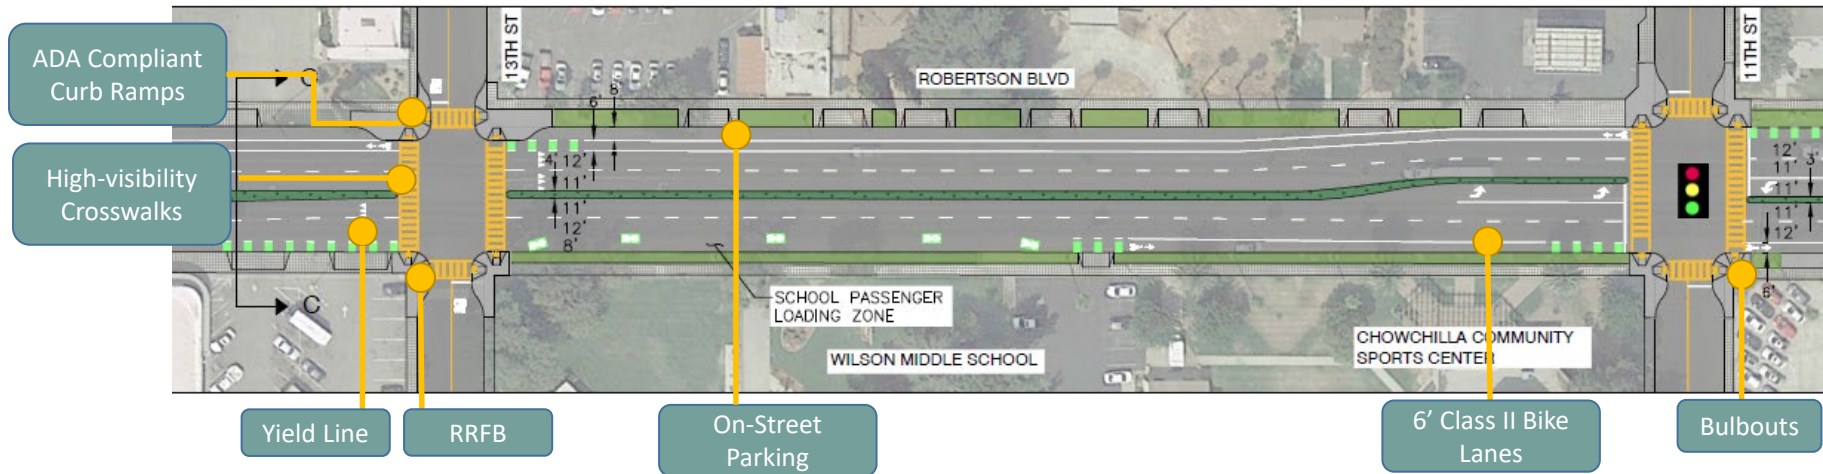 ADA Compliant
Curb Ramps
High-visibility
Crosswalks
C
C
13TH ST
ROBERTSON BLVD
11TH ST
6'
8'
4'
12'
11'
11'
12'
8'
12'
11'
3'
11'
11'
12'
6'
SCHOOL PASSENGER
LOADING ZONE
WILSON MIDDLE SCHOOL
CHOWCHILLA COMMUNITY
SPORTS CENTER
Yield Line
RRFB
On-Street
Parking
6' Class II Bike
Lanes
Bulbouts